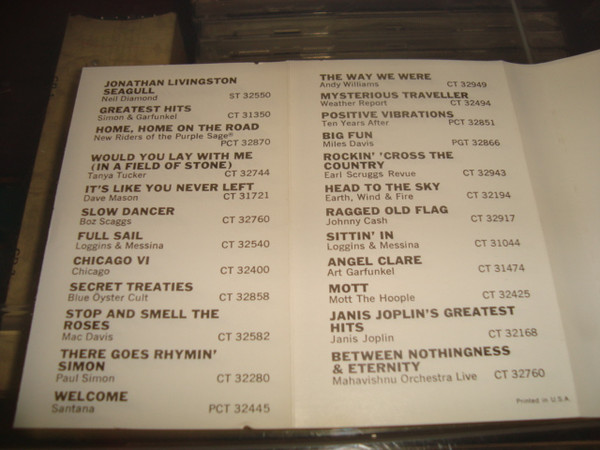 JONATHAN LIVINGSTON
SEAGULL
Neil Diamond ST 32550
GREATEST HITS
Simon & Garfunkel CT 31350
HOME, HOME ON THE ROAD
New Riders of the Purple Sage®
PCT 32870
WOULD YOU LAY WITH ME
(IN A FIELD OF STONE)
Tanya Tucker CT 32744
IT'S LIKE YOU NEVER LEFT
Dave Mason CT 31721
SLOW DANCER
Boz Scaggs CT 32760
FULL SAIL
Loggins & Messina CT 32540
CHICAGO VI
Chicago CT 32400
SECRET TREATIES
Blue Öyster Cult CT 32858
STOP AND SMELL THE
ROSES
Mac Davis CT 32582
THERE GOES RHYMIN'
SIMON
Paul Simon CT 32280
WELCOME
Santana PCT 32445
THE WAY WE WERE
Andy Williams CT 32949
MYSTERIOUS TRAVELLER
Weather Report CT 32494
POSITIVE VIBRATIONS
Ten Years After PCT 32851
BIG FUN
Miles Davis PGT 32866
ROCKIN' 'CROSS THE
COUNTRY
Earl Scruggs Revue CT 32943
HEAD TO THE SKY
Earth, Wind & Fire CT 32194
RAGGED OLD FLAG
Johnny Cash CT 32917
SITTIN' IN
Loggins & Messina CT 31044
ANGEL CLARE
Art Garfunkel CT 31474
MOTT
Mott The Hoople CT 32425
JANIS JOPLIN'S GREATEST
HITS
Janis Joplin CT 32168
BETWEEN NOTHINGNESS
& ETERNITY
Mahavishnu Orchestra Live CT 32760
Printed in U.S.A.